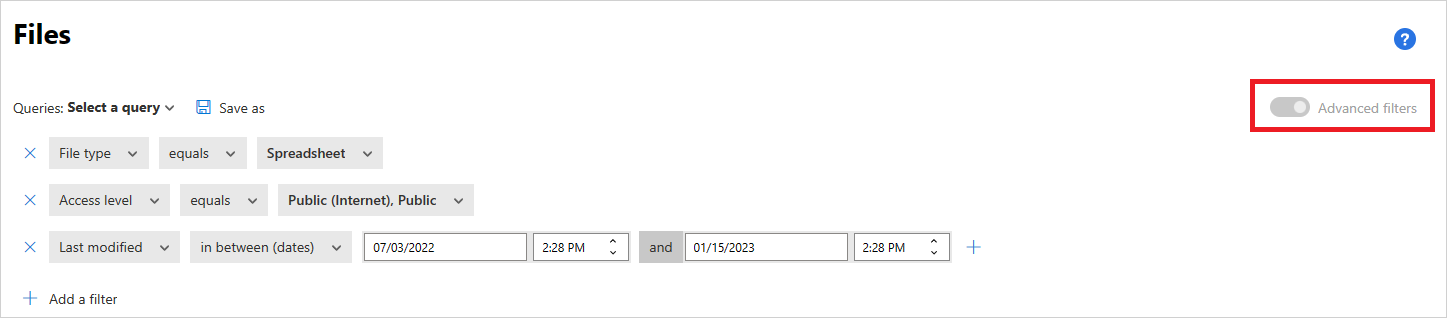 Files
?
Queries: Select a query Save as Advanced filters
File type equals Spreadsheet
Access level equals Public (Internet), Public
Last modified in between (dates) 07/03/2022 2:28 PM and 01/15/2023 2:28 PM
Add a filter